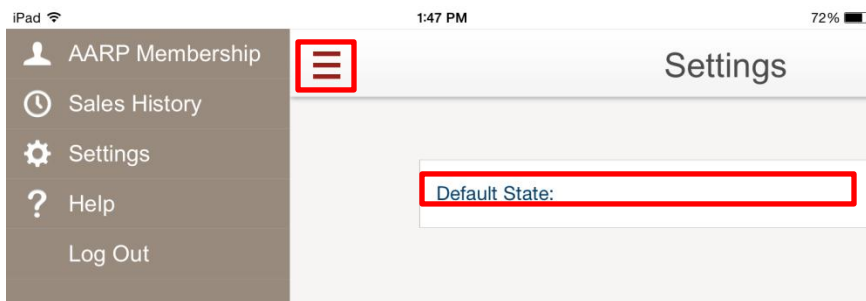 iPad 1:47 PM 72%
AARP Membership
Sales History
Settings
Help
Log Out
Settings
Default State: